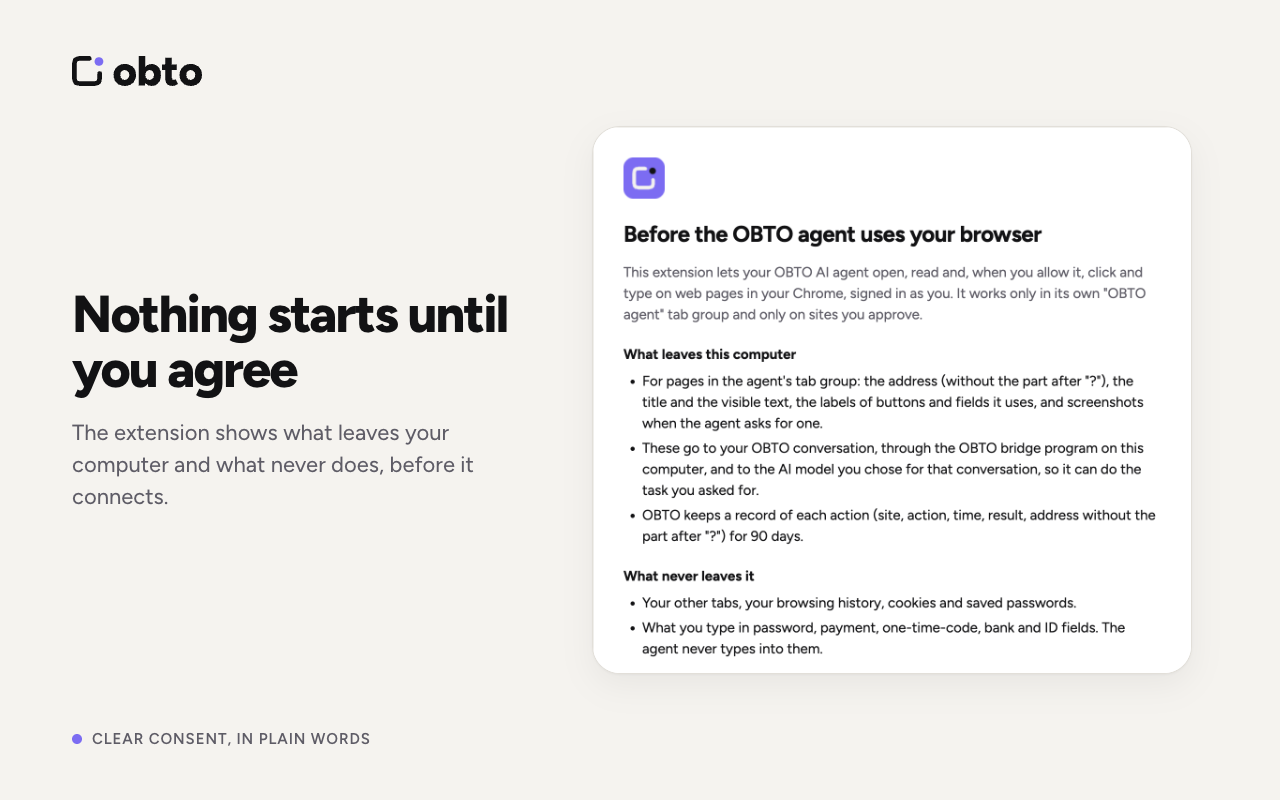 obto
Nothing starts until
you agree
The extension shows what leaves your
computer and what never does, before it
connects.
CLEAR CONSENT, IN PLAIN WORDS
Before the OBTO agent uses your browser
This extension lets your OBTO AI agent open, read and, when you allow it, click and
type on web pages in your Chrome, signed in as you. It works only in its own "OBTO
agent" tab group and only on sites you approve.
What leaves this computer
• For pages in the agent's tab group: the address (without the part after "?"), the
title and the visible text, the labels of buttons and fields it uses, and screenshots
when the agent asks for one.
• These go to your OBTO conversation, through the OBTO bridge program on this
computer, and to the AI model you chose for that conversation, so it can do the
task you asked for.
• OBTO keeps a record of each action (site, action, time, result, address without the
part after "?") for 90 days.
What never leaves it
• Your other tabs, your browsing history, cookies and saved passwords.
• What you type in password, payment, one-time-code, bank and ID fields. The
agent never types into them.